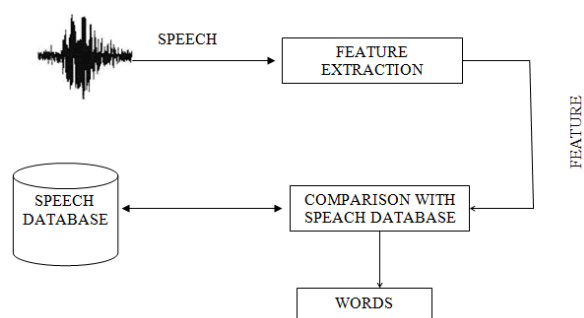 SPEECH
FEATURE
EXTRACTION
FEATURE
SPEECH
DATABASE
COMPARISON WITH
SPEACH DATABASE
WORDS